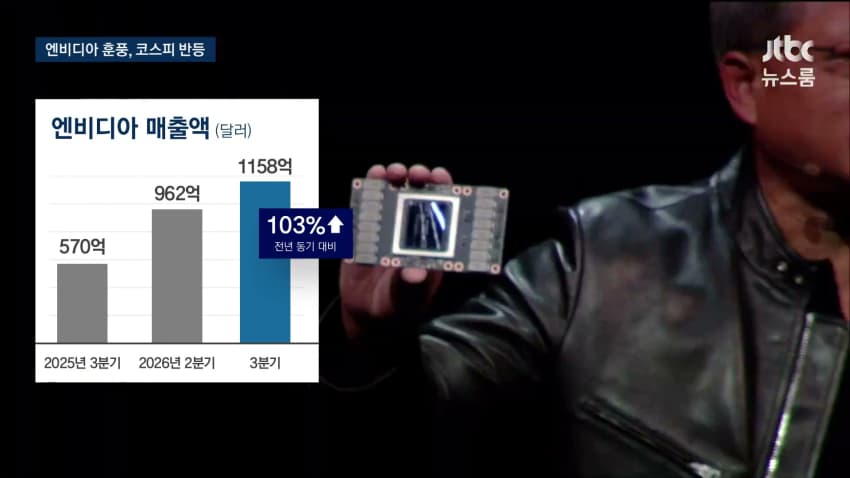 엔비디아 훈풍, 코스피 반등
jtbc
뉴스룸
엔비디아 매출액 (달러)
570억
962억
1158억
103%
전년 동기 대비
2025년 3분기
2026년 2분기
3분기